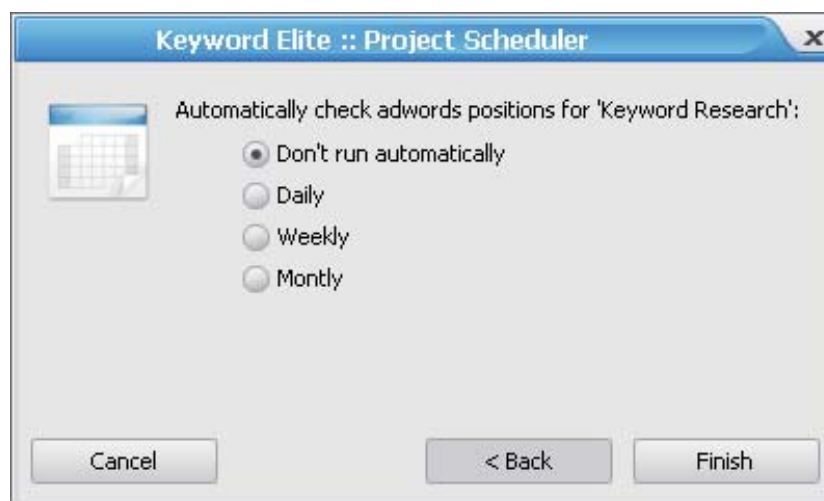 Keyword Elite :: Project Scheduler
X
Automatically check adwords positions for 'Keyword Research':
Don't run automatically
Daily
Weekly
Montly
Cancel
< Back
Finish